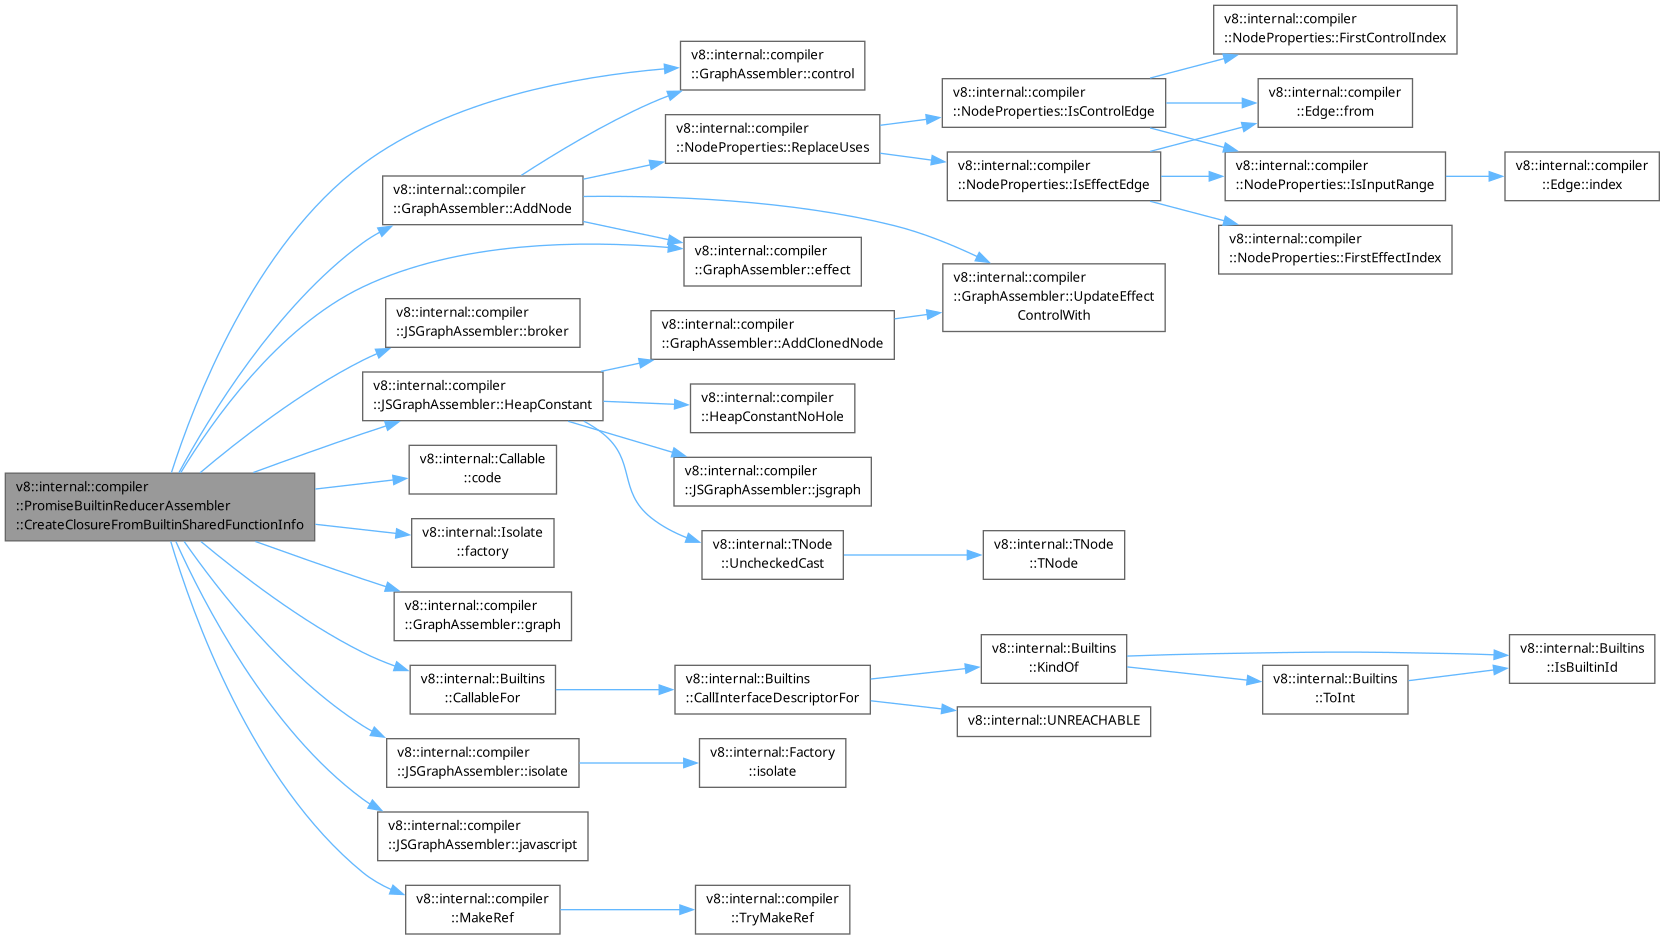 v8::internal::compiler
::PromiseBuiltinReducerAssembler
::CreateClosureFromBuiltinSharedFunctionInfo
v8::internal::compiler
::GraphAssembler::control
v8::internal::compiler
::GraphAssembler::AddNode
v8::internal::compiler
::GraphAssembler::effect
v8::internal::compiler
::JSGraphAssembler::broker
v8::internal::compiler
::JSGraphAssembler::HeapConstant
v8::internal::Callable
::code
v8::internal::Isolate
::factory
v8::internal::compiler
::GraphAssembler::graph
v8::internal::Builtins
::CallableFor
v8::internal::compiler
::JSGraphAssembler::isolate
v8::internal::compiler
::JSGraphAssembler::javascript
v8::internal::compiler
::MakeRef
v8::internal::compiler
::NodeProperties::ReplaceUses
v8::internal::compiler
::GraphAssembler::AddClonedNode
v8::internal::compiler
::HeapConstantNoHole
v8::internal::compiler
::JSGraphAssembler::jsgraph
v8::internal::TNode
::UncheckedCast
v8::internal::Builtins
::CallInterfaceDescriptorFor
v8::internal::Factory
::isolate
v8::internal::compiler
::TryMakeRef
v8::internal::compiler
::NodeProperties::IsControlEdge
v8::internal::compiler
::NodeProperties::IsEffectEdge
v8::internal::compiler
::GraphAssembler::UpdateEffect
ControlWith
v8::internal::TNode
::TNode
v8::internal::Builtins
::KindOf
v8::internal::UNREACHABLE
v8::internal::compiler
::NodeProperties::FirstControlIndex
v8::internal::compiler
::Edge::from
v8::internal::compiler
::NodeProperties::IsInputRange
v8::internal::compiler
::NodeProperties::FirstEffectIndex
v8::internal::Builtins
::ToInt
v8::internal::compiler
::Edge::index
v8::internal::Builtins
::IsBuiltinId